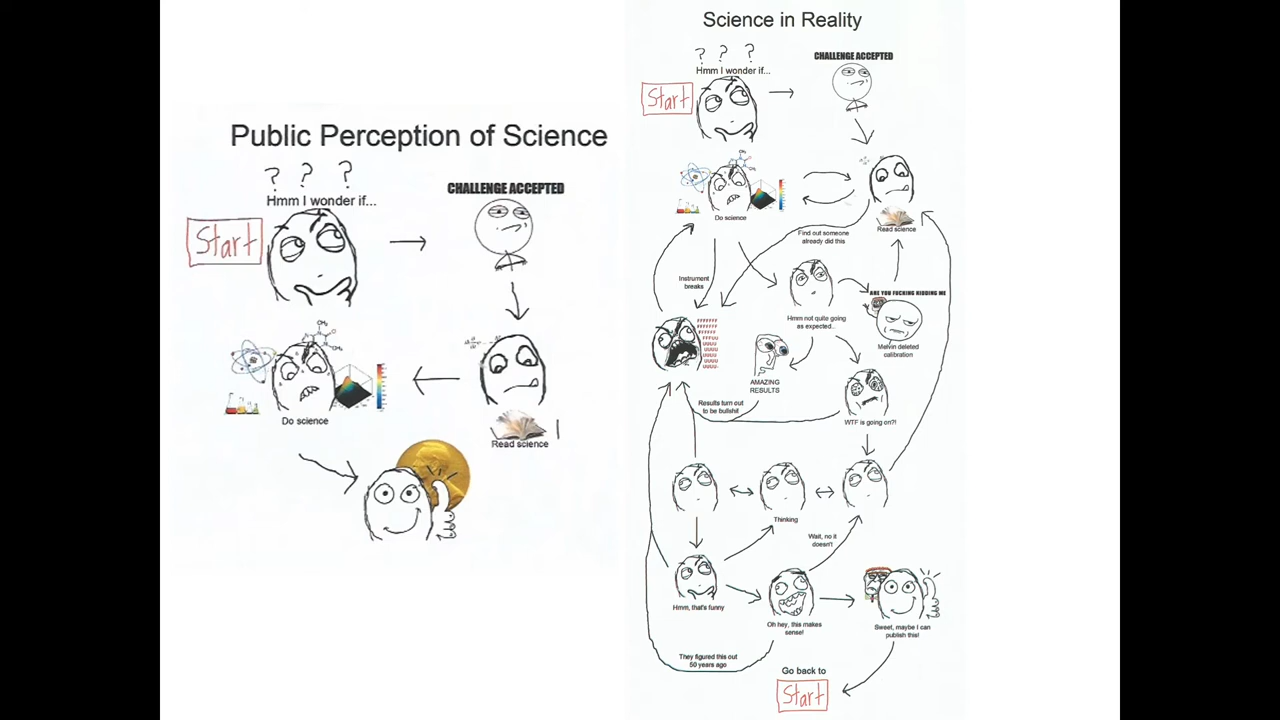 Public Perception of Science
? ? ?
Hmm I wonder if...
CHALLENGE ACCEPTED
Start
CH₃
CH₃
Do science
Read science
Science in Reality
? ? ?
Hmm I wonder if...
CHALLENGE ACCEPTED
Start
Do science
Read science
Find out someone
already did this
Instrument
breaks
Hmm not quite going
as expected...
ARE YOU FUCKING KIDDING ME
Melvin deleted
calibration
AMAZING
RESULTS
Results turn out
to be bullshit
WTF is going on?!
Thinking
Wait, no it
doesn't
Hmm, that's funny
Oh hey, this makes
sense!
Sweet, maybe I can
publish this!
They figured this out
50 years ago
Go back to
Start